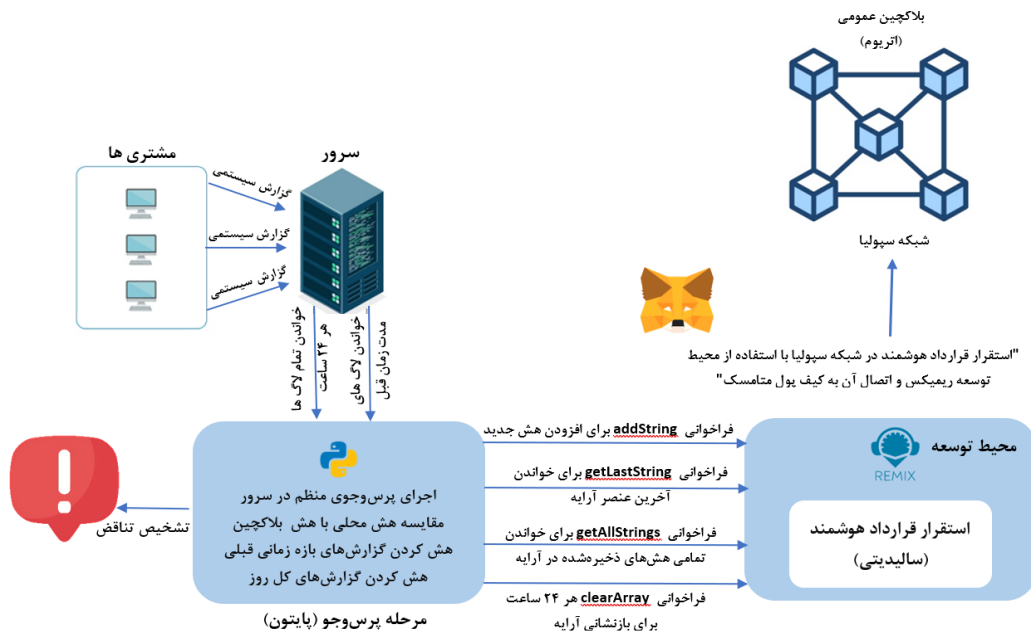 بلاکچین عمومی
(اتریوم)
شبکه سپولیا
"استقرار قرارداد هوشمند در شبکه سپولیا با استفاده از محیط
توسعه ریمیکس و اتصال آن به کیف پول متامسک"
مشتری ها
سرور
گزارش سیستمی
گزارش سیستمی
گزارش سیستمی
خواندن لاگ های
مدت زمان قبل
خواندن تمام لاگ ها
هر ۲۴ ساعت
تشخیص تناقض
اجرای پرس‌وجوی منظم در سرور
مقایسه هش محلی با هش بلاکچین
هش کردن گزارش‌های بازه زمانی قبلی
هش کردن گزارش‌های کل روز
مرحله پرس‌وجو (پایتون)
فراخوانی addString برای افزودن هش جدید
فراخوانی getLastString برای خواندن
آخرین عنصر آرایه
فراخوانی getAllStrings برای خواندن
تمامی هش‌های ذخیره‌شده در آرایه
فراخوانی clearArray هر ۲۴ ساعت
برای بازنشانی آرایه
محیط توسعه
REMIX
استقرار قرارداد هوشمند
(سالیدیتی)